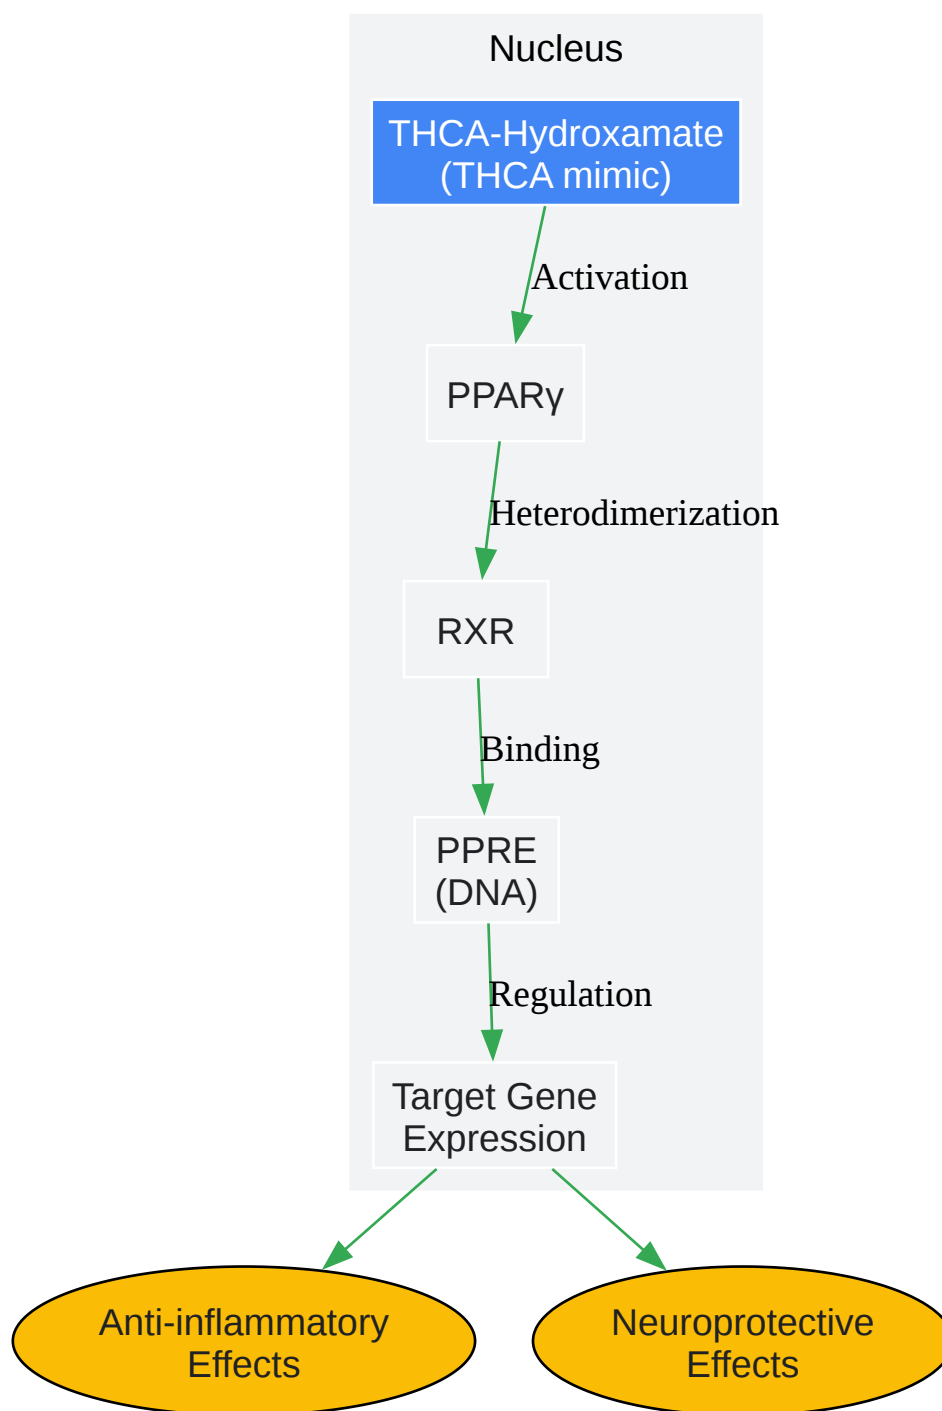 Nucleus
THCA-Hydroxamate
(THCA mimic)
Activation
PPARγ
Heterodimerization
RXR
Binding
PPRE
(DNA)
Regulation
Target Gene
Expression
Anti-inflammatory
Effects
Neuroprotective
Effects